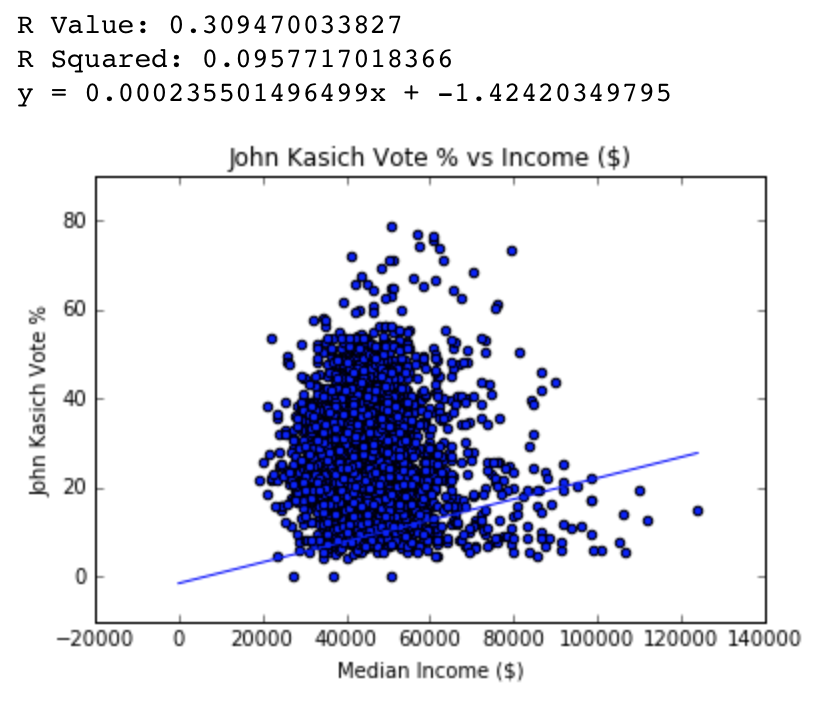 R Value: 0.309470033827
R Squared: 0.0957717018366
y = 0.000235501496499x + -1.42420349795
John Kasich Vote % vs Income ($)
80
60
40
20
0
John Kasich Vote %
−20000 0 20000 40000 60000 80000 100000 120000 140000
Median Income ($)